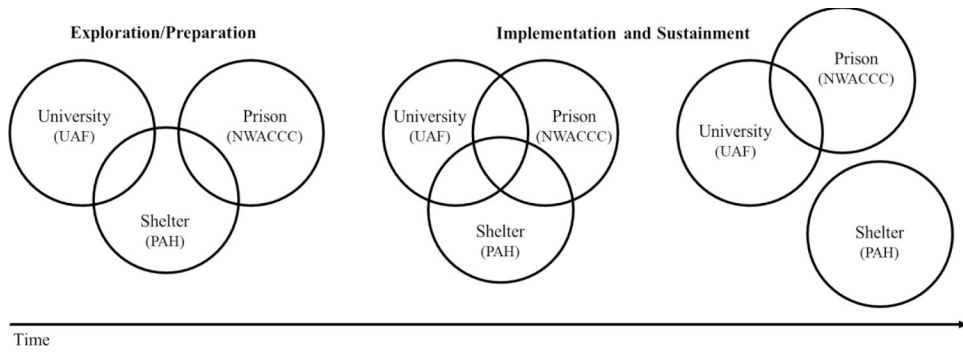 Exploration/Preparation
University
(UAF)
Prison
(NWACCC)
Shelter
(PAH)
Implementation and Sustainment
University
(UAF)
Prison
(NWACCC)
Shelter
(PAH)
Prison
(NWACCC)
University
(UAF)
Shelter
(PAH)
Time